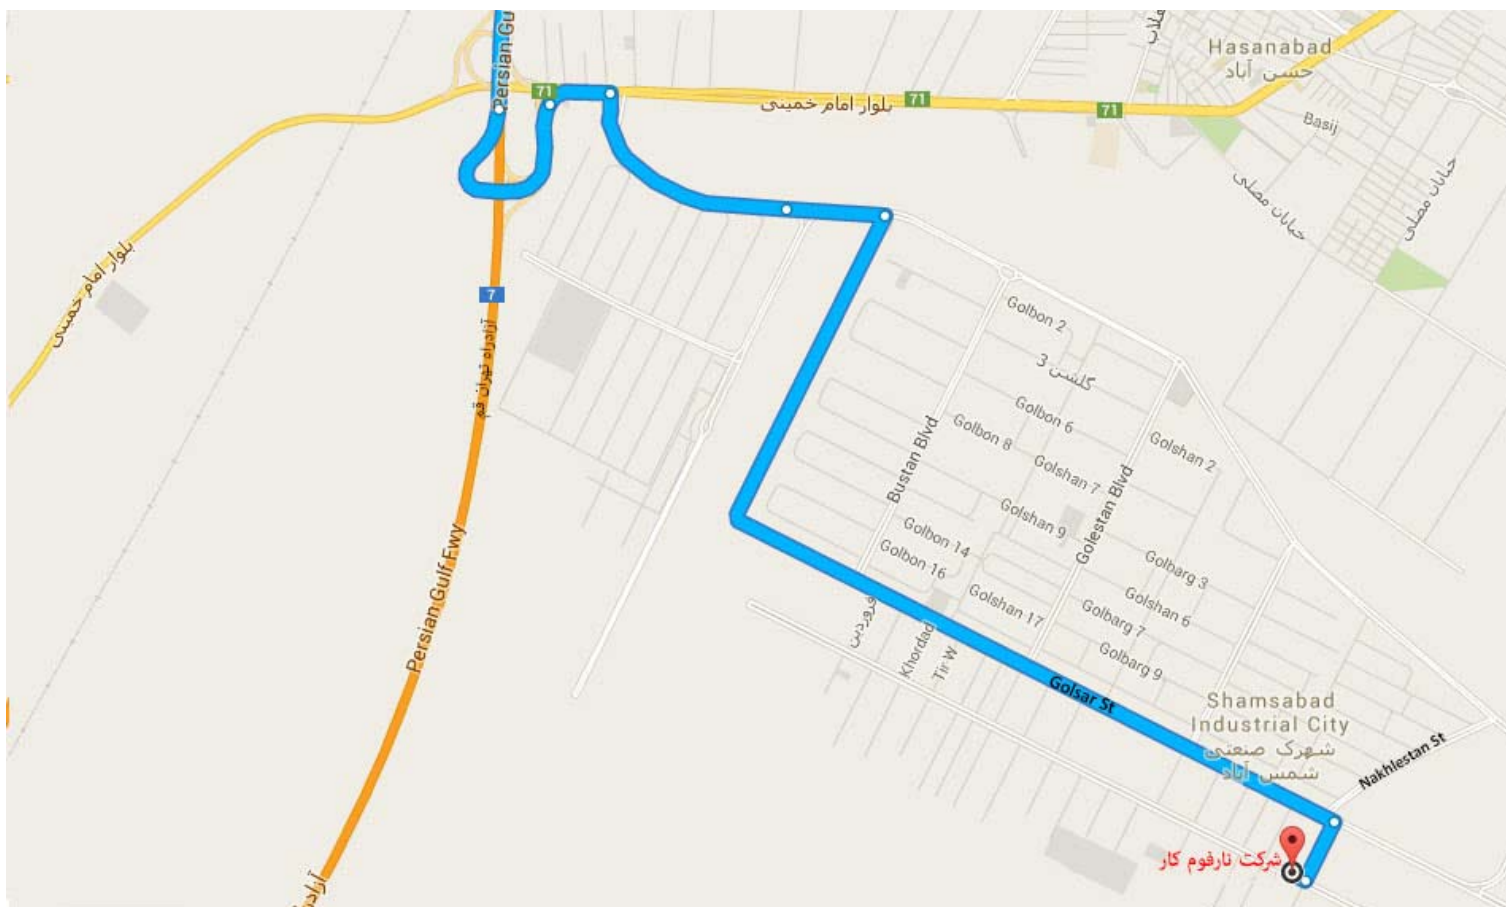 Persian Gu
ملاب
Hasanabad
حسن آباد
71
71
71
بلوار امام خمینی
Basij
خیابان مصلی
خیابان مصلی
بلوار امام خمینی
7
آزادراه تهران قم
Golbon 2
گلشن 3
Golbon 6
Golbon 8
Golshan 2
Golshan 7
Bustan Blvd
Golestan Blvd
Golshan 9
Golbon 14
Golbon 16
Golbarg 3
Golshan 6
Golshan 17
Golbarg 7
Golbarg 9
فروردین
Khordad
Tir W
Persian Gulf Fwy
Golsar St
Shamsabad
Industrial City
شهرک صنعتی
شمس آباد
Nakhlestan St
شرکت نارفوم کار
آزادر